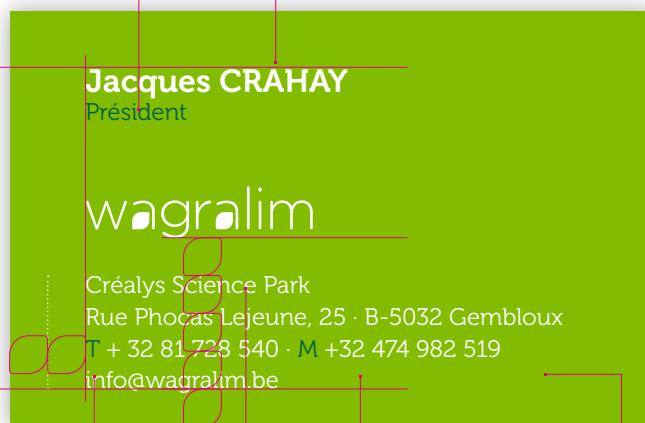 Jacques CRAHAY
Président
wagralim
Créalys Science Park
Rue Phocas Lejeune, 25 · B-5032 Gembloux
T + 32 81 728 540 · M +32 474 982 519
info@wagralim.be